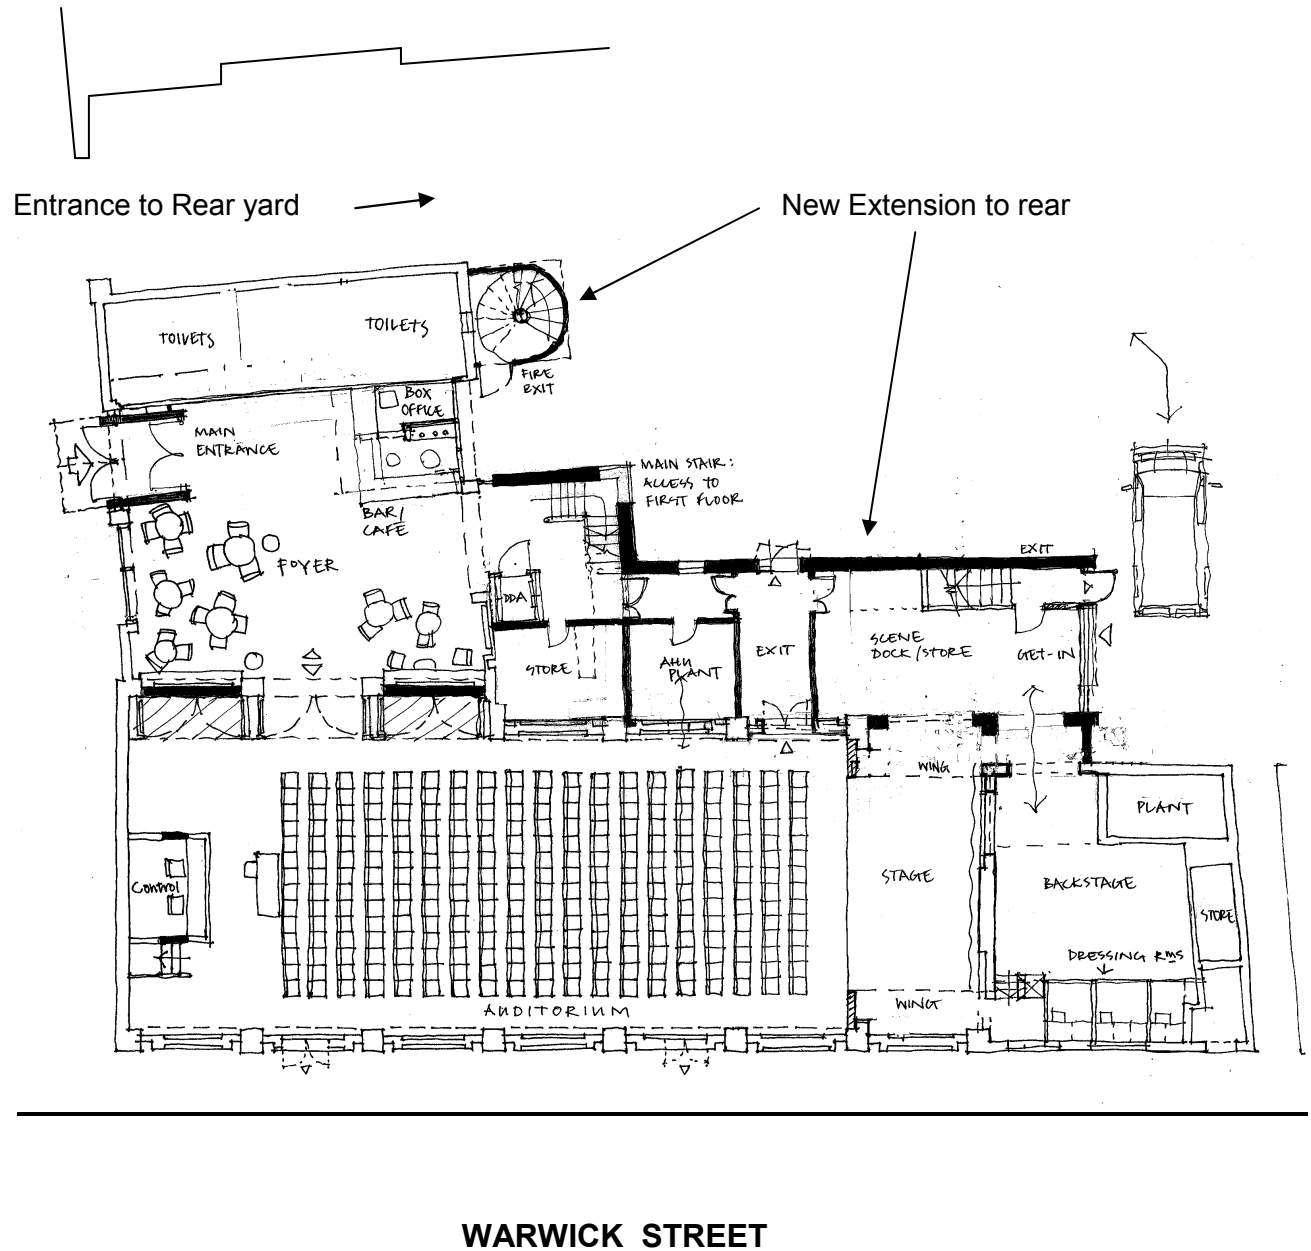 Entrance to Rear yard
New Extension to rear
TOILETS
TOILETS
FIRE
EXIT
BOX
OFFICE
MAIN
ENTRANCE
BAR/
CAFÉ
MAIN STAIR:
ACCESS TO
FIRST FLOOR
FOYER
EXIT
DDA
STORE
AHU
PLANT
EXIT
SCENE
DOCK/STORE
GET-IN
WING
PLANT
Control
STAGE
BACKSTAGE
STORE
DRESSING RMS
WING
AUDITORIUM
WARWICK STREET